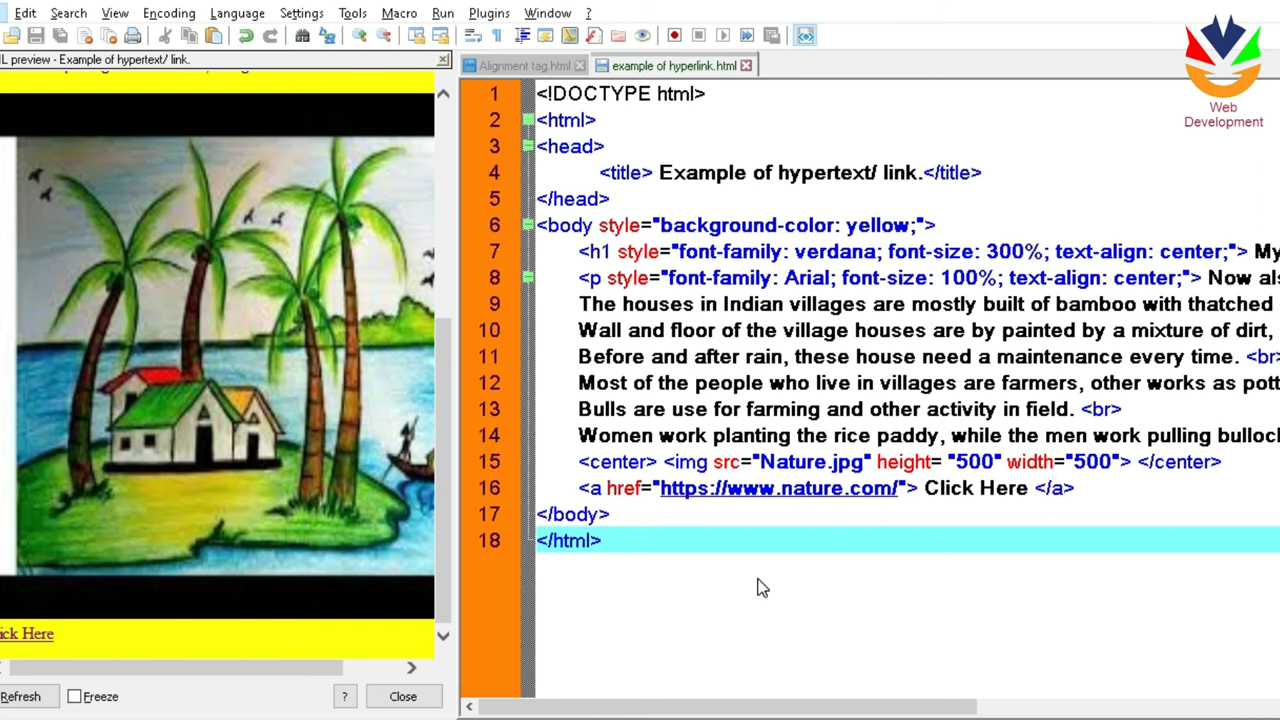 Edit Search View Encoding Language Settings Tools Macro Run Plugins Window ?
L preview - Example of hypertext/ link.
Alignment tag.html
example of hyperlink.html
Web
Development
1 <!DOCTYPE html>
2 <html>
3 <head>
4 <title> Example of hypertext/ link.</title>
5 </head>
6 <body style="background-color: yellow;">
7 <h1 style="font-family: verdana; font-size: 300%; text-align: center;"> My
8 <p style="font-family: Arial; font-size: 100%; text-align: center;"> Now als
9 The houses in Indian villages are mostly built of bamboo with thatched
10 Wall and floor of the village houses are by painted by a mixture of dirt,
11 Before and after rain, these house need a maintenance every time. <br>
12 Most of the people who live in villages are farmers, other works as pott
13 Bulls are use for farming and other activity in field. <br>
14 Women work planting the rice paddy, while the men work pulling bullock
15 <center> <img src="Nature.jpg" height= "500" width="500"> </center>
16 <a href="https://www.nature.com/"> Click Here </a>
17 </body>
18 </html>
ick Here
Refresh Freeze ? Close